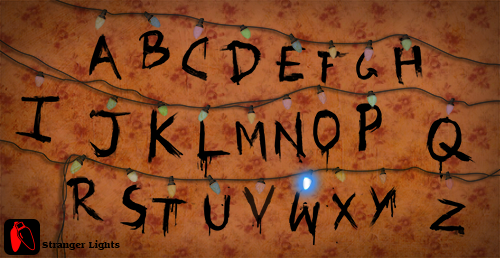 A B C D E F G H
I J K L M N O P Q
R S T U V W X Y Z
Stranger Lights